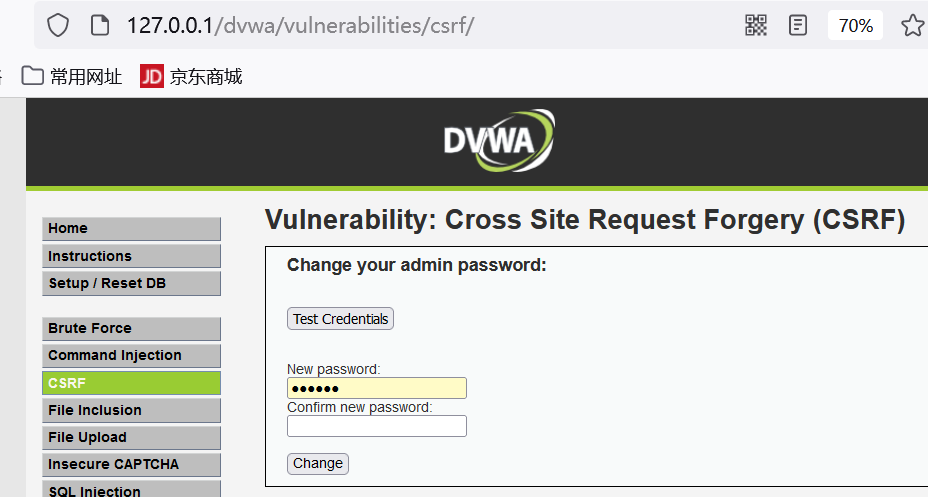 127.0.0.1/dvwa/vulnerabilities/csrf/
70%
常用网址
JD 京东商城
DVWA
Home
Instructions
Setup / Reset DB
Brute Force
Command Injection
CSRF
File Inclusion
File Upload
Insecure CAPTCHA
SQL Injection
Vulnerability: Cross Site Request Forgery (CSRF)
Change your admin password:
Test Credentials
New password:
••••••
Confirm new password:
Change